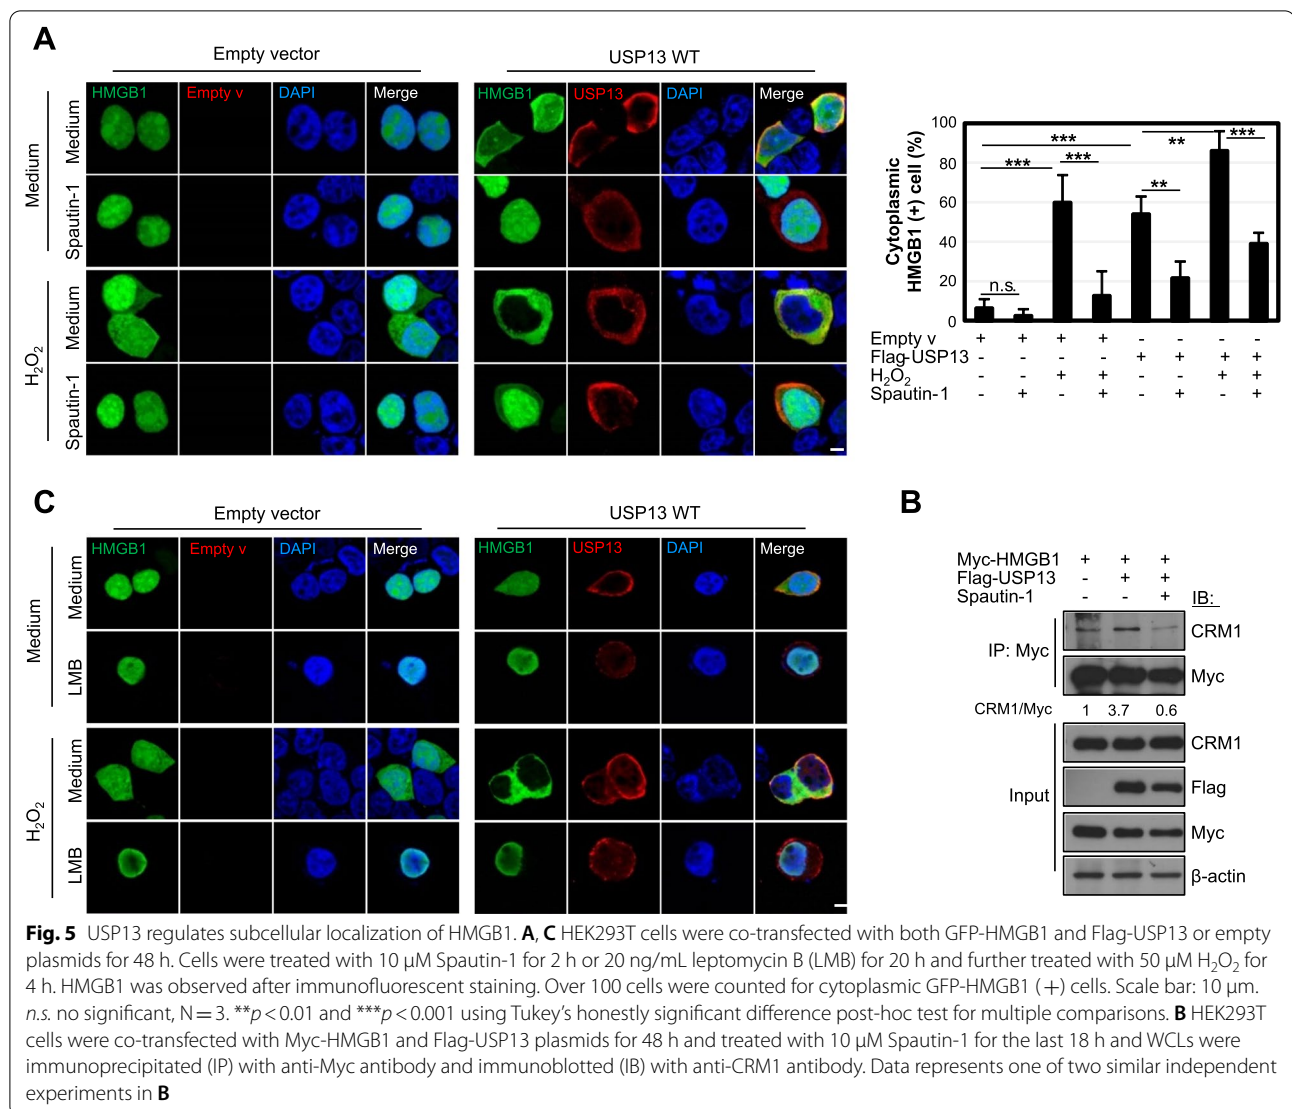 A
Empty vector
USP13 WT
HMGB1 Empty v DAPI Merge
HMGB1 USP13 DAPI Merge
Medium
Medium
Spautin-1
H2O2
Medium
Spautin-1
Cytoplasmic
HMGB1 (+) cell (%)
100
80
60
40
20
0
n.s.
***
***
***
**
**
***
Empty v + + + + - - - -
Flag-USP13 - - - - + + + +
H2O2 - - + + - - + +
Spautin-1 - + - + - + - +
C
Empty vector
USP13 WT
HMGB1 Empty v DAPI Merge
HMGB1 USP13 DAPI Merge
Medium
Medium
LMB
H2O2
Medium
LMB
B
Myc-HMGB1 + + +
Flag-USP13 - + +
Spautin-1 - - + IB:
IP: Myc
CRM1
Myc
CRM1/Myc 1 3.7 0.6
Input
CRM1
Flag
Myc
β-actin
Fig. 5 USP13 regulates subcellular localization of HMGB1. A, C HEK293T cells were co-transfected with both GFP-HMGB1 and Flag-USP13 or empty
plasmids for 48 h. Cells were treated with 10 μM Spautin-1 for 2 h or 20 ng/mL leptomycin B (LMB) for 20 h and further treated with 50 μM H2O2 for
4 h. HMGB1 was observed after immunofluorescent staining. Over 100 cells were counted for cytoplasmic GFP-HMGB1 (+) cells. Scale bar: 10 μm.
n.s. no significant, N = 3. **p < 0.01 and ***p < 0.001 using Tukey's honestly significant difference post-hoc test for multiple comparisons. B HEK293T
cells were co-transfected with Myc-HMGB1 and Flag-USP13 plasmids for 48 h and treated with 10 μM Spautin-1 for the last 18 h and WCLs were
immunoprecipitated (IP) with anti-Myc antibody and immunoblotted (IB) with anti-CRM1 antibody. Data represents one of two similar independent
experiments in B